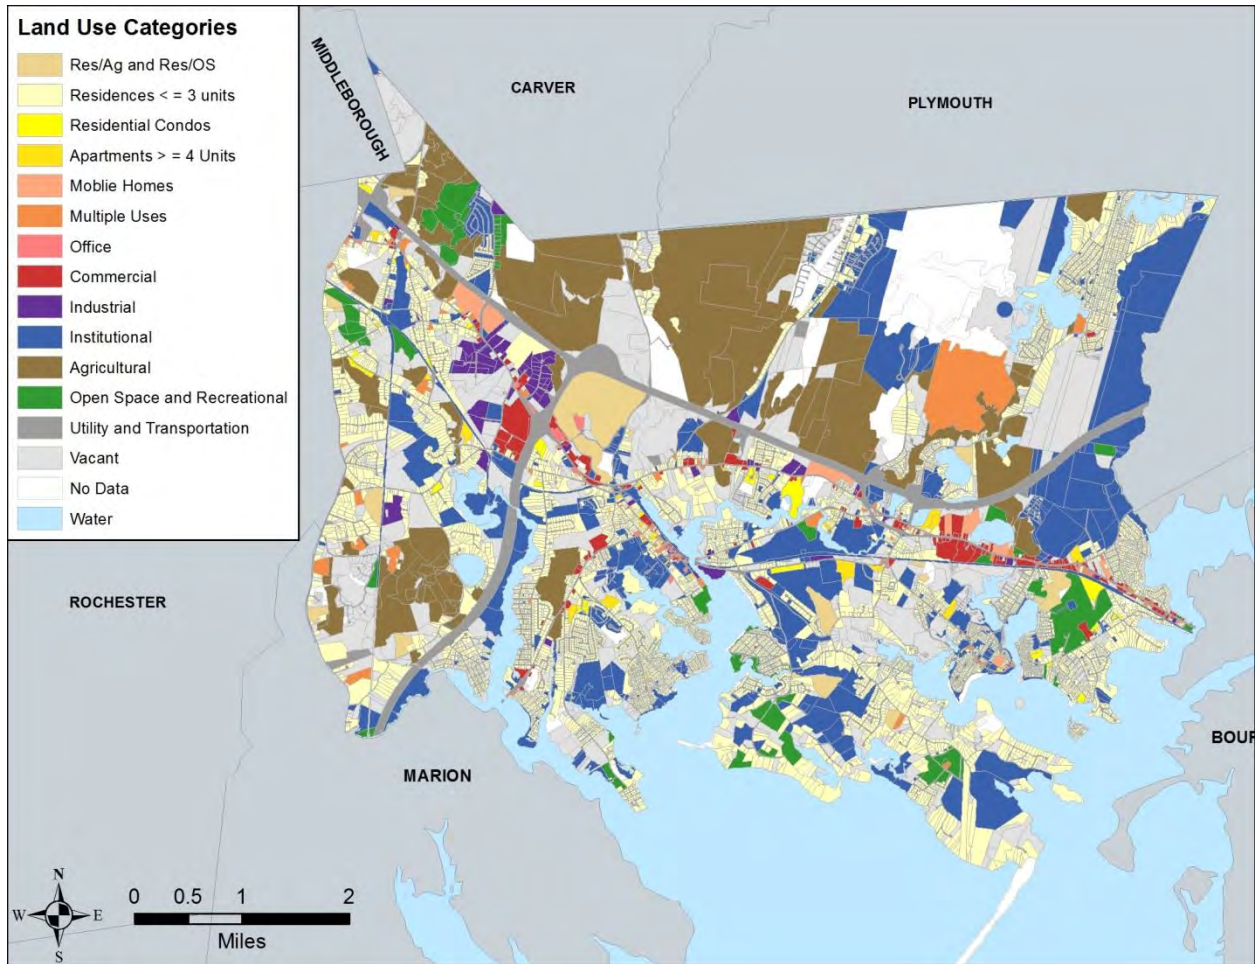 Land Use Categories
Res/Ag and Res/OS
Residences < = 3 units
Residential Condos
Apartments > = 4 Units
Moblie Homes
Multiple Uses
Office
Commercial
Industrial
Institutional
Agricultural
Open Space and Recreational
Utility and Transportation
Vacant
No Data
Water
MIDDLEBOROUGH
CARVER
PLYMOUTH
ROCHESTER
MARION
BOUR
N
W E
S
0 0.5 1 2
Miles